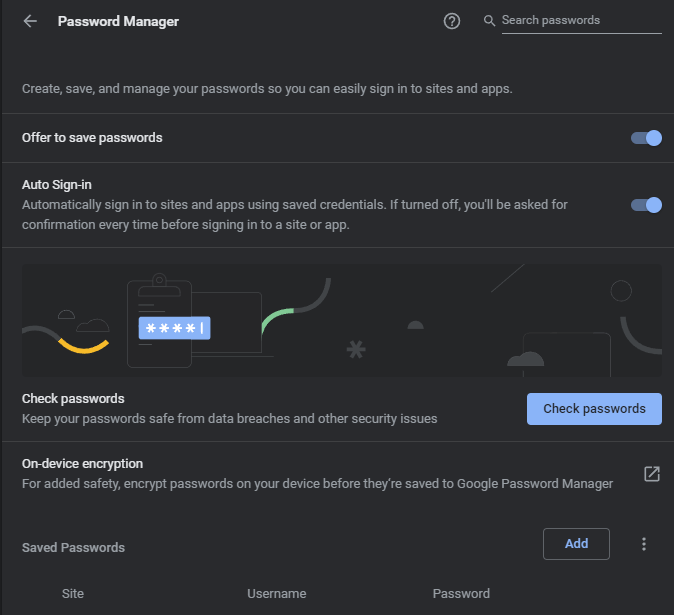 Password Manager
Search passwords
Create, save, and manage your passwords so you can easily sign in to sites and apps.
Offer to save passwords
Auto Sign-in
Automatically sign in to sites and apps using saved credentials. If turned off, you'll be asked for
confirmation every time before signing in to a site or app.
****|
*
Check passwords
Keep your passwords safe from data breaches and other security issues
Check passwords
On-device encryption
For added safety, encrypt passwords on your device before they're saved to Google Password Manager
Saved Passwords
Add
Site Username Password